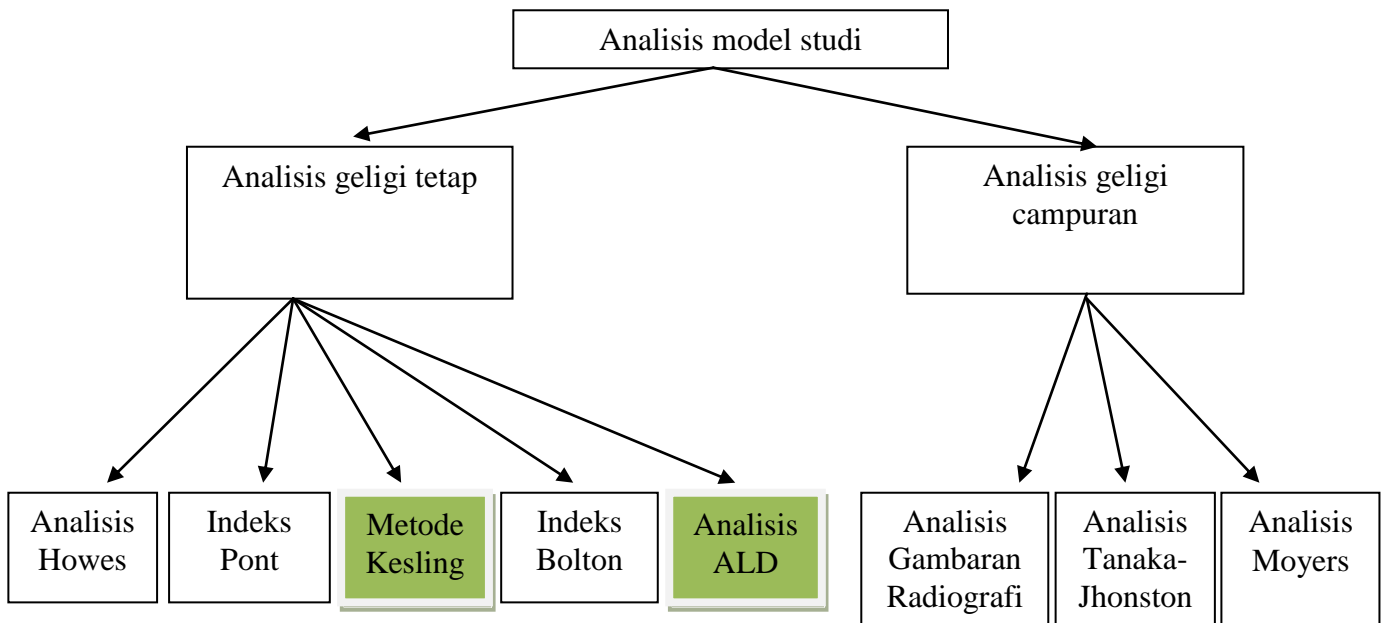 Analisis model studi
Analisis geligi tetap
Analisis geligi
campuran
Analisis
Howes
Indeks
Pont
Metode
Kesling
Indeks
Bolton
Analisis
ALD
Analisis
Gambaran
Radiografi
Analisis
Tanaka-
Jhonston
Analisis
Moyers